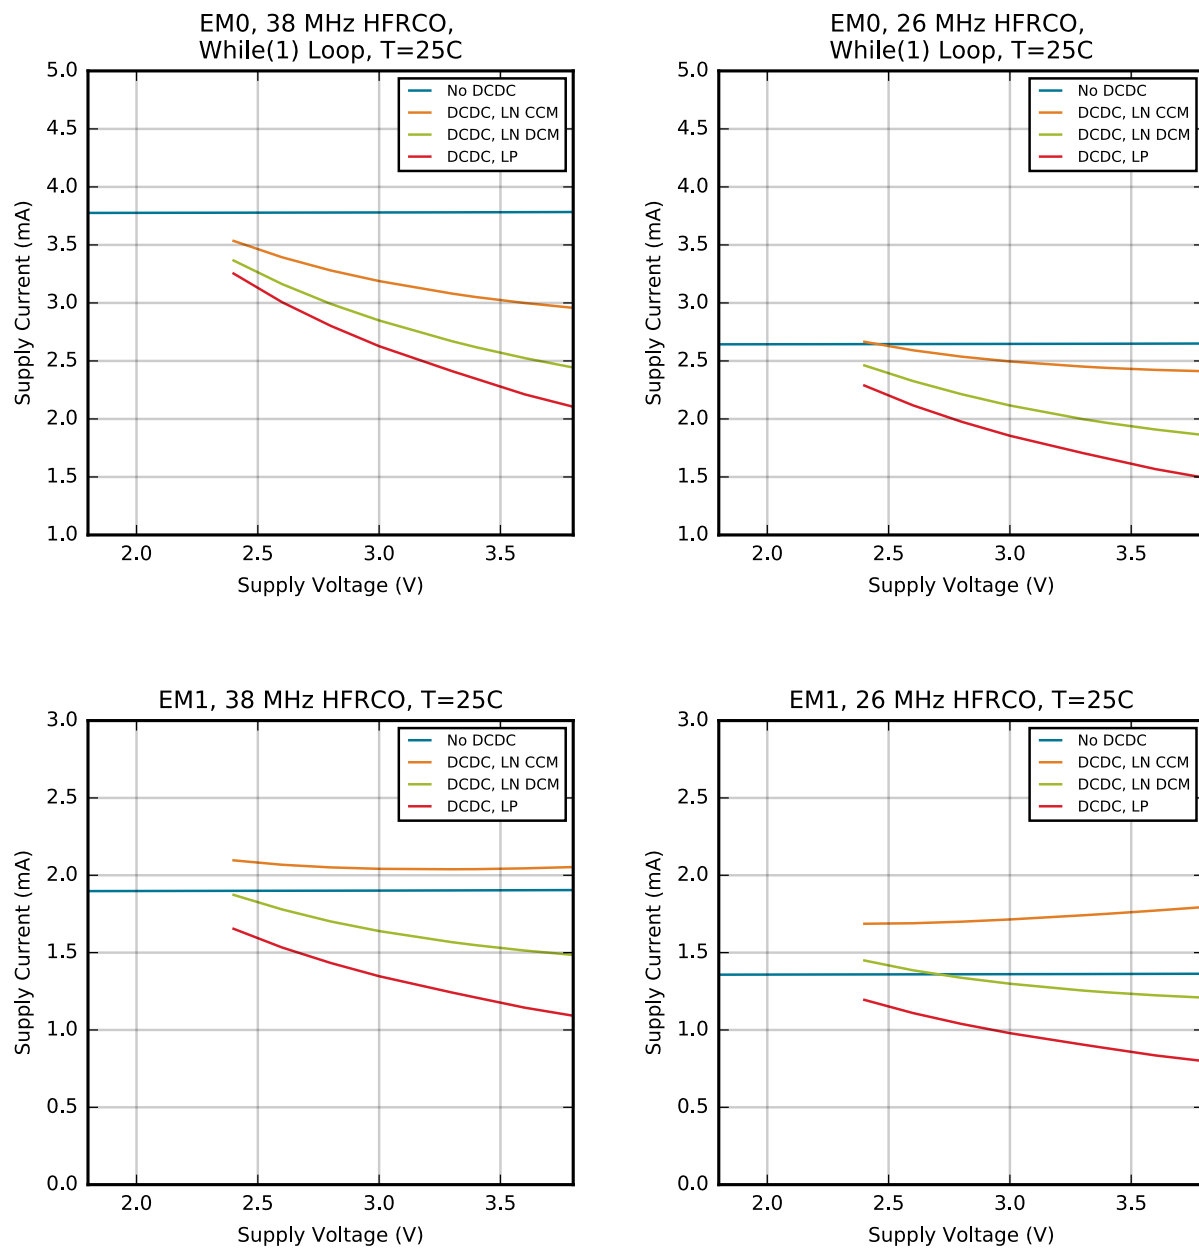 EM0, 38 MHz HFRCO,
While(1) Loop, T=25C
5.0
4.5
4.0
3.5
3.0
2.5
2.0
1.5
1.0
Supply Current (mA)
No DCDC
DCDC, LN CCM
DCDC, LN DCM
DCDC, LP
2.0 2.5 3.0 3.5
Supply Voltage (V)
EM0, 26 MHz HFRCO,
While(1) Loop, T=25C
5.0
4.5
4.0
3.5
3.0
2.5
2.0
1.5
1.0
Supply Current (mA)
No DCDC
DCDC, LN CCM
DCDC, LN DCM
DCDC, LP
2.0 2.5 3.0 3.5
Supply Voltage (V)
EM1, 38 MHz HFRCO, T=25C
3.0
2.5
2.0
1.5
1.0
0.5
0.0
Supply Current (mA)
No DCDC
DCDC, LN CCM
DCDC, LN DCM
DCDC, LP
2.0 2.5 3.0 3.5
Supply Voltage (V)
EM1, 26 MHz HFRCO, T=25C
3.0
2.5
2.0
1.5
1.0
0.5
0.0
Supply Current (mA)
No DCDC
DCDC, LN CCM
DCDC, LN DCM
DCDC, LP
2.0 2.5 3.0 3.5
Supply Voltage (V)